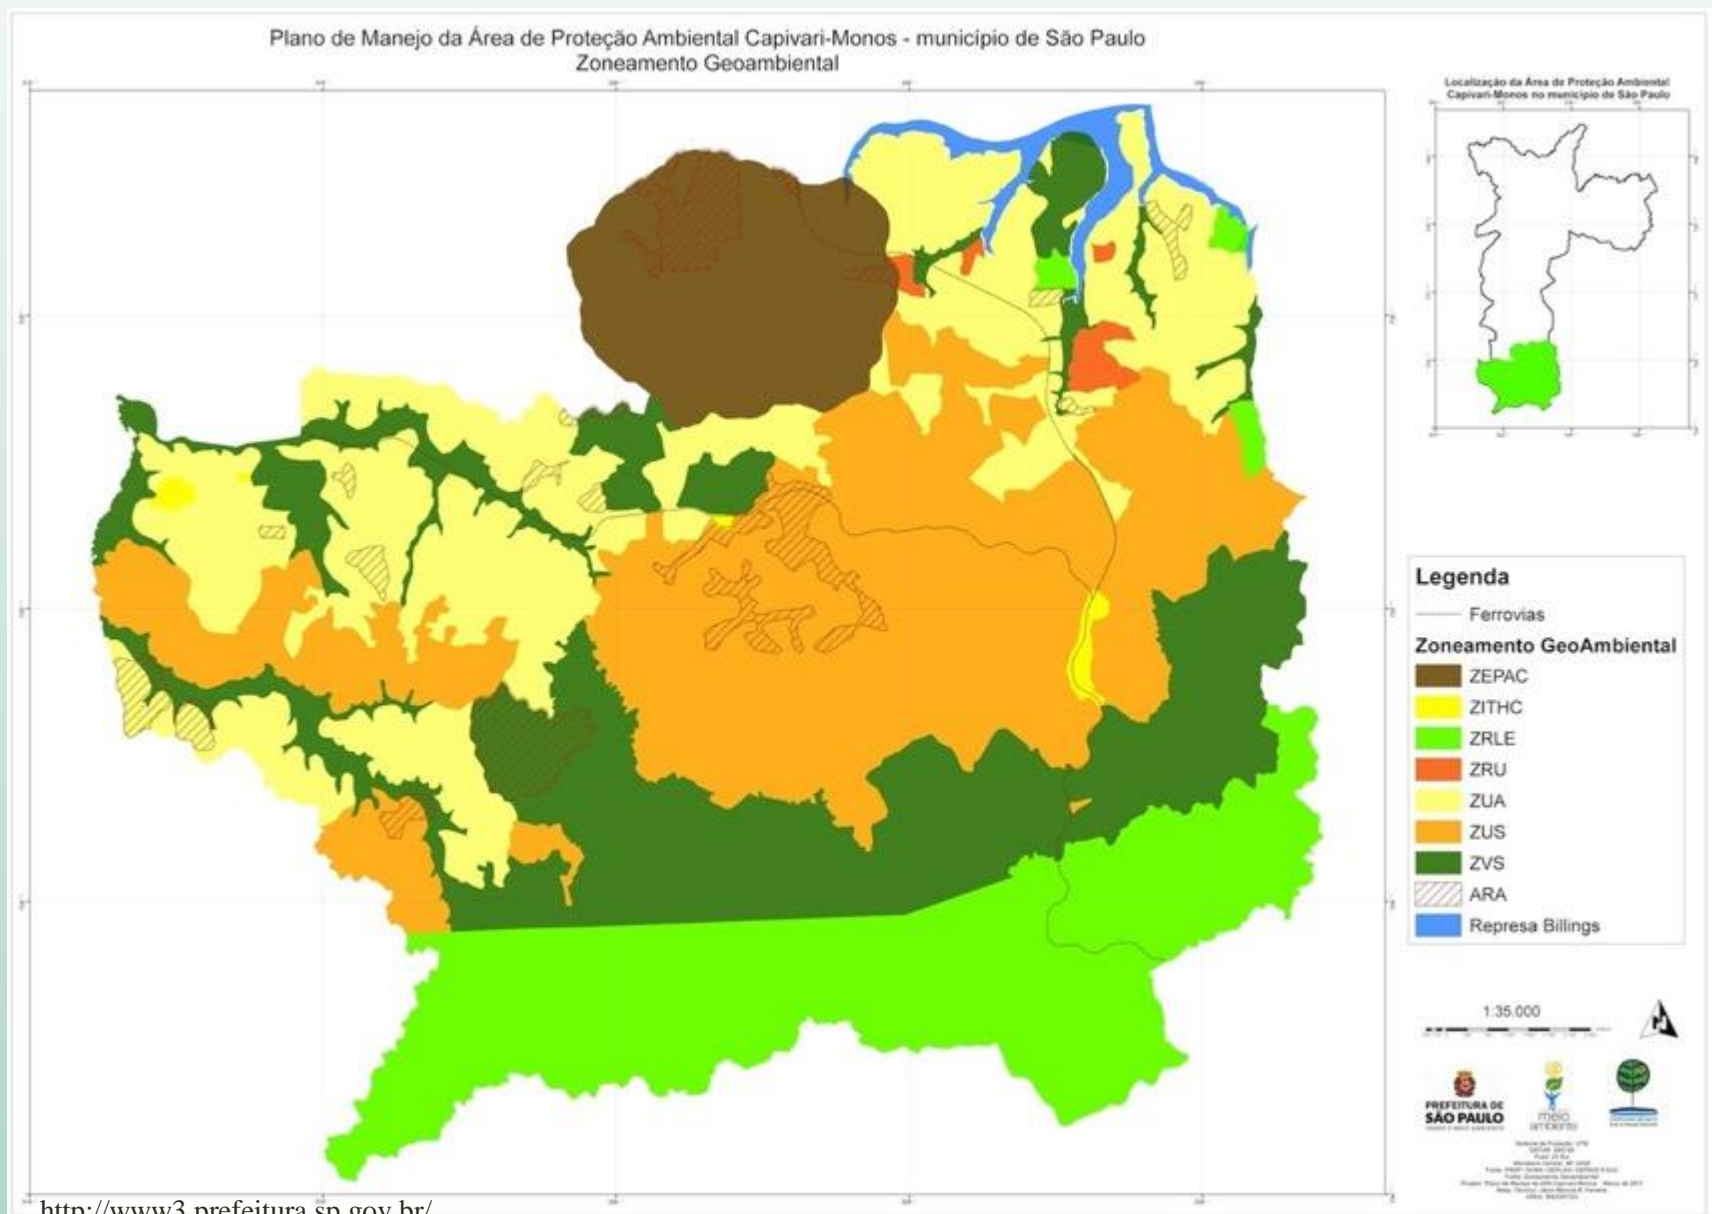 Plano de Manejo da Área de Proteção Ambiental Capivari-Monos - município de São Paulo
Zoneamento Geoambiental
Localização da Área de Proteção Ambiental
Capivari-Monos no município de São Paulo
Legenda
Ferrovias
Zoneamento GeoAmbiental
ZEPAC
ZITHC
ZRLE
ZRU
ZUA
ZUS
ZVS
ARA
Represa Billings
1:35.000
PREFEITURA DE
SÃO PAULO
meio
ambiente
http://www3.prefeitura.sp.gov.br/